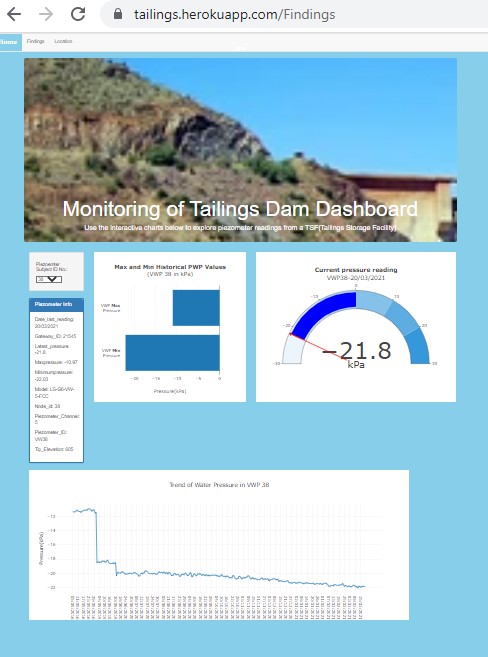 tailings.herokuapp.com/Findings
Home Findings Location
Monitoring of Tailings Dam Dashboard
Use the interactive charts below to explore piezometer readings from a TSF(Tailings Storage Facility)
Piezometer
Subject ID No.:
38
Piezometer Info
Date_last_reading:
20/03/2021
Gateway_ID: 21545
Latest_pressure:
-21.8
Maxpressure: -10.97
Minimumpressure:
-22.03
Model: LS-G6-VW-
5-FCC
Node_id: 38
Piezometer_Channel:
5
Piezometer_ID:
VW38
Tip_Elevation: 605
Max and Min Historical PWP Values
(VWP 38 in kPa)
VWP Max
Pressure
VWP Min
Pressure
−20 −15 −10 −5 0
Pressure(kPa)
Current pressure reading
VWP38-20/03/2021
0
−10 10
−20 20
−30 30
−21.8
kPa
Trend of Water Pressure in VWP 38
Pressure(kPa)
−12
−14
−16
−18
−20
−22